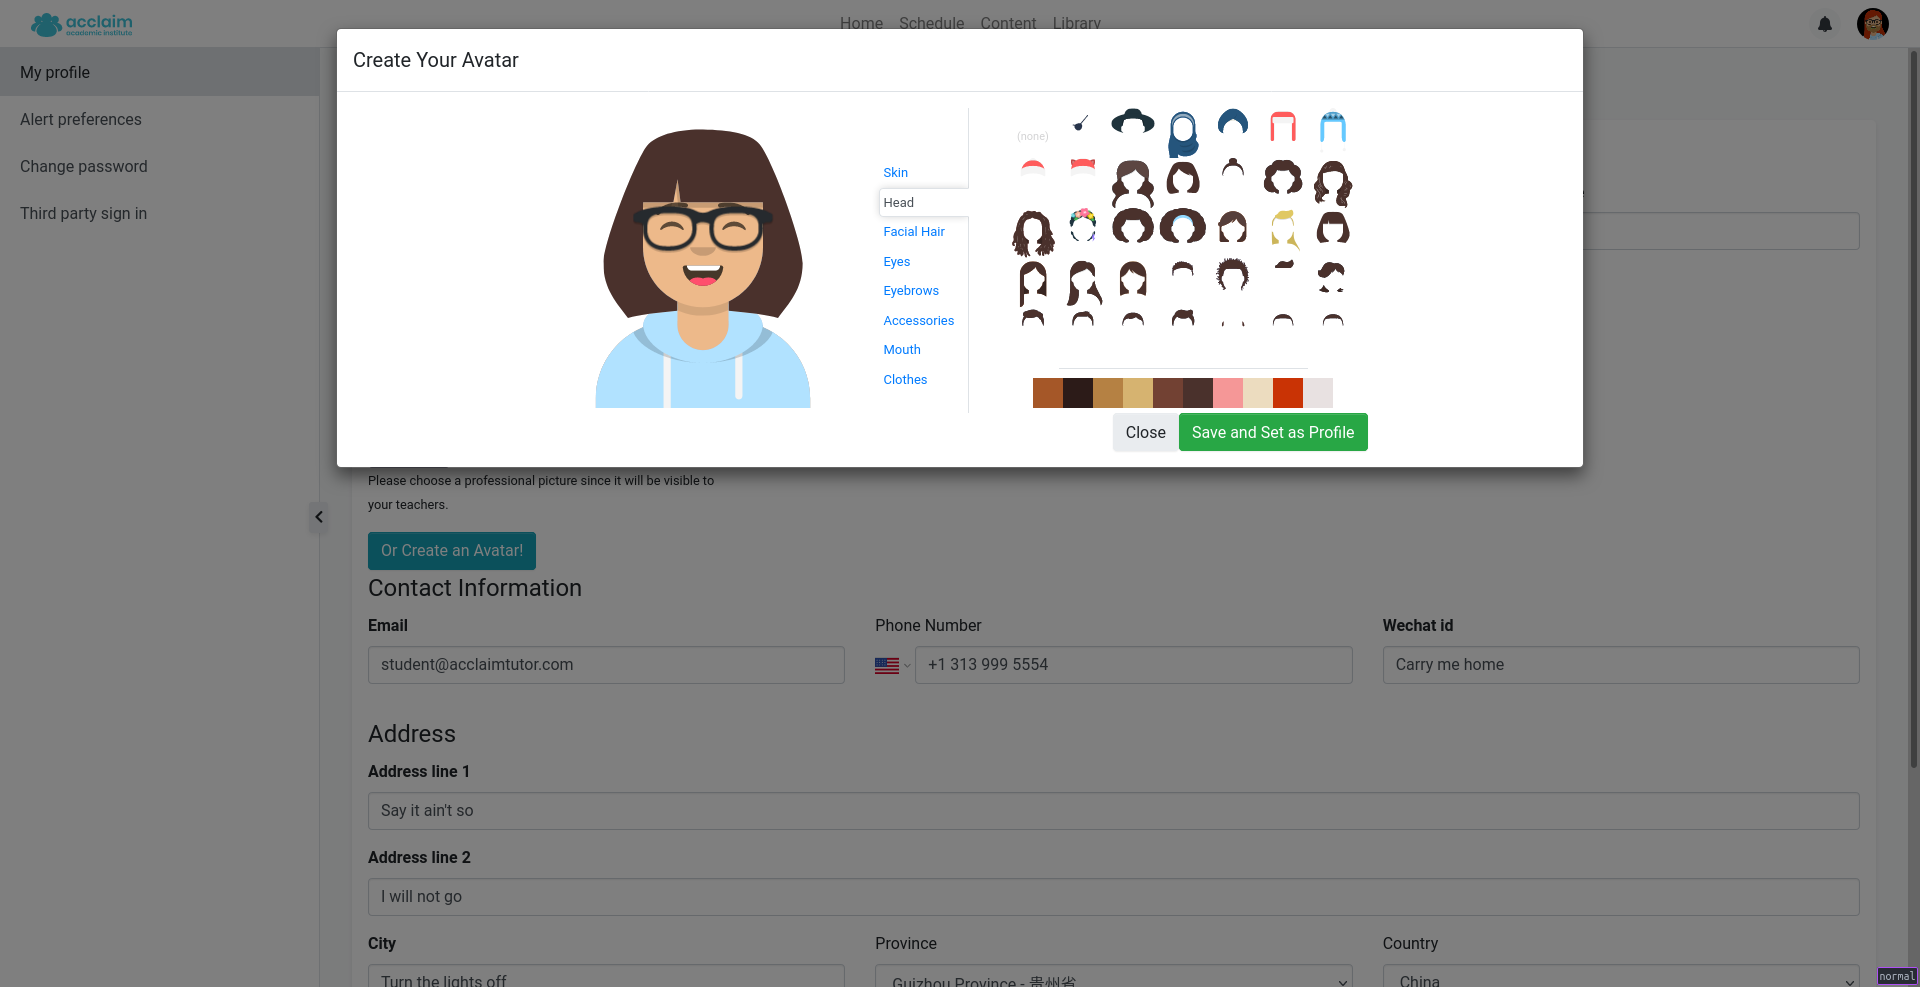 acclaim
academic institute
Home Schedule Content Library
My profile
Alert preferences
Change password
Third party sign in
Create Your Avatar
Skin
Head
Facial Hair
Eyes
Eyebrows
Accessories
Mouth
Clothes
(none)
Close
Save and Set as Profile
Please choose a professional picture since it will be visible to
your teachers.
Or Create an Avatar!
Contact Information
Email Phone Number Wechat id
student@acclaimtutor.com +1 313 999 5554 Carry me home
Address
Address line 1
Say it ain't so
Address line 2
I will not go
City Province Country
Turn the lights off Guizhou Province - 贵州省 China
normal